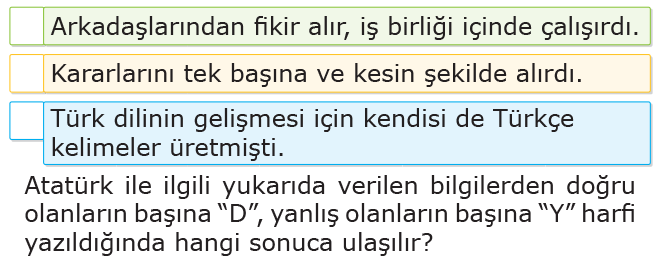 Arkadaşlarından fikir alır, iş birliği içinde çalışırdı.
Kararlarını tek başına ve kesin şekilde alırdı.
Türk dilinin gelişmesi için kendisi de Türkçe
kelimeler üretmişti.
Atatürk ile ilgili yukarıda verilen bilgilerden doğru
olanların başına “D”, yanlış olanların başına “Y” harfi
yazıldığında hangi sonuca ulaşılır?